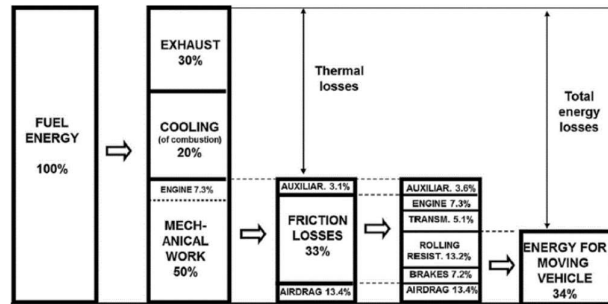 FUEL
ENERGY
100%
EXHAUST
30%
COOLING
(of combustion)
20%
ENGINE 7.3%
MECH-
ANICAL
WORK
50%
Thermal
losses
AUXILIAR. 3.1%
FRICTION
LOSSES
33%
AIRDRAG 13.4%
AUXILIAR. 3.6%
ENGINE 7.3%
TRANSM. 5.1%
ROLLING
RESIST. 13.2%
BRAKES 7.2%
AIRDRAG 13.4%
Total
energy
losses
ENERGY FOR
MOVING
VEHICLE
34%